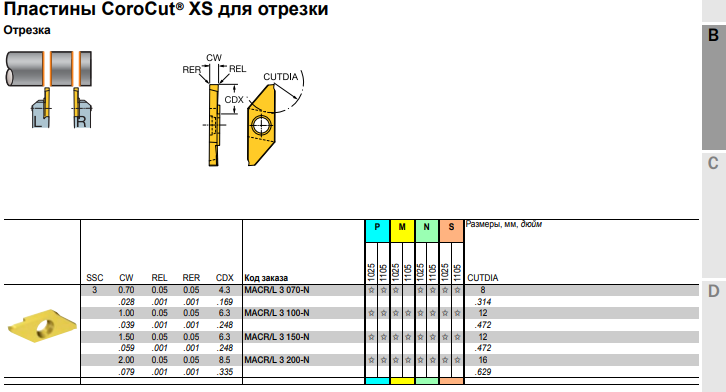 Пластины CoroCut® XS для отрезки
Отрезка
B
CW
RER REL
CUTDIA
CDX
L R
C
P M N S Размеры, мм, дюйм
1025 1105 1025 1105 1025 1105 1025 1105
SSC CW REL RER CDX Код заказа CUTDIA
3 0.70 0.05 0.05 4.3 MACR/L 3 070-N ☆ ☆ ☆ ☆ ☆ ☆ ☆ 8
.028 .001 .001 .169 .314
1.00 0.05 0.05 6.3 MACR/L 3 100-N ☆ ☆ ☆ ☆ ☆ ☆ ☆ ☆ 12
.039 .001 .001 .248 .472
1.50 0.05 0.05 6.3 MACR/L 3 150-N ☆ ☆ ☆ ☆ ☆ ☆ ☆ ☆ 12
.059 .001 .001 .248 .472
2.00 0.05 0.05 8.5 MACR/L 3 200-N ☆ ☆ ☆ ☆ ☆ ☆ ☆ ☆ 16
.079 .001 .001 .335 .629
D